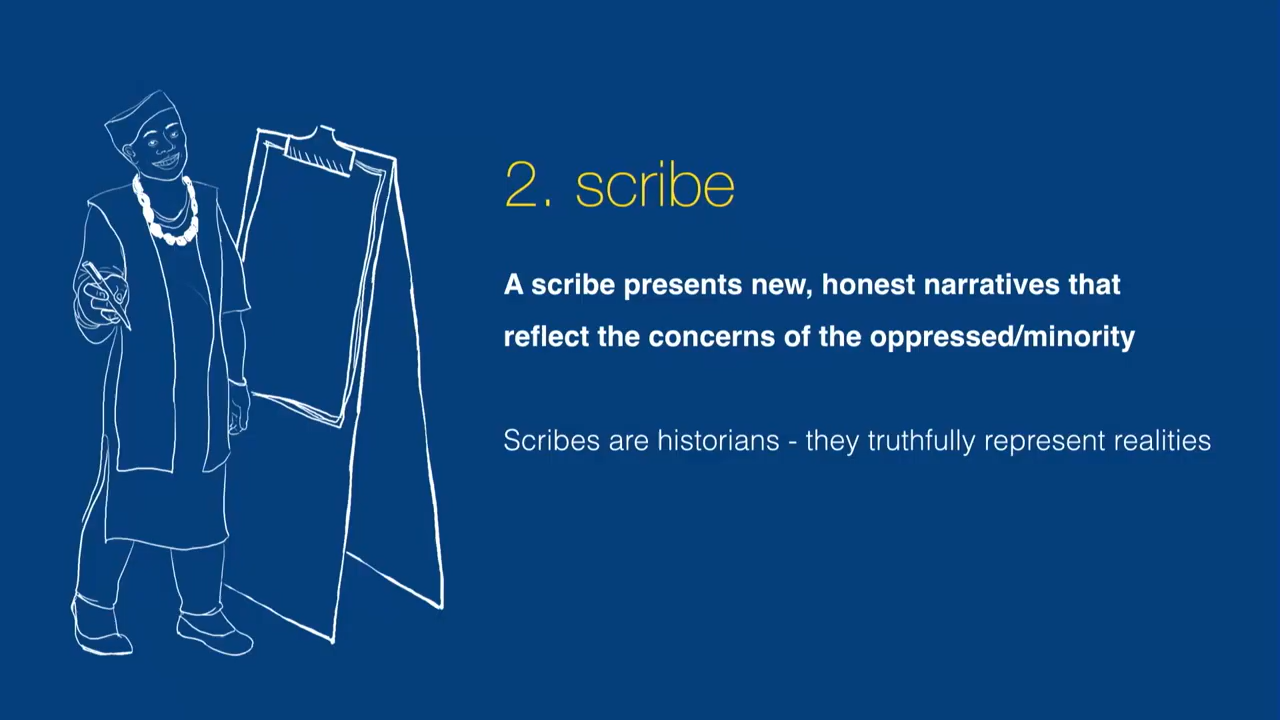 2. scribe
A scribe presents new, honest narratives that
reflect the concerns of the oppressed/minority
Scribes are historians - they truthfully represent realities